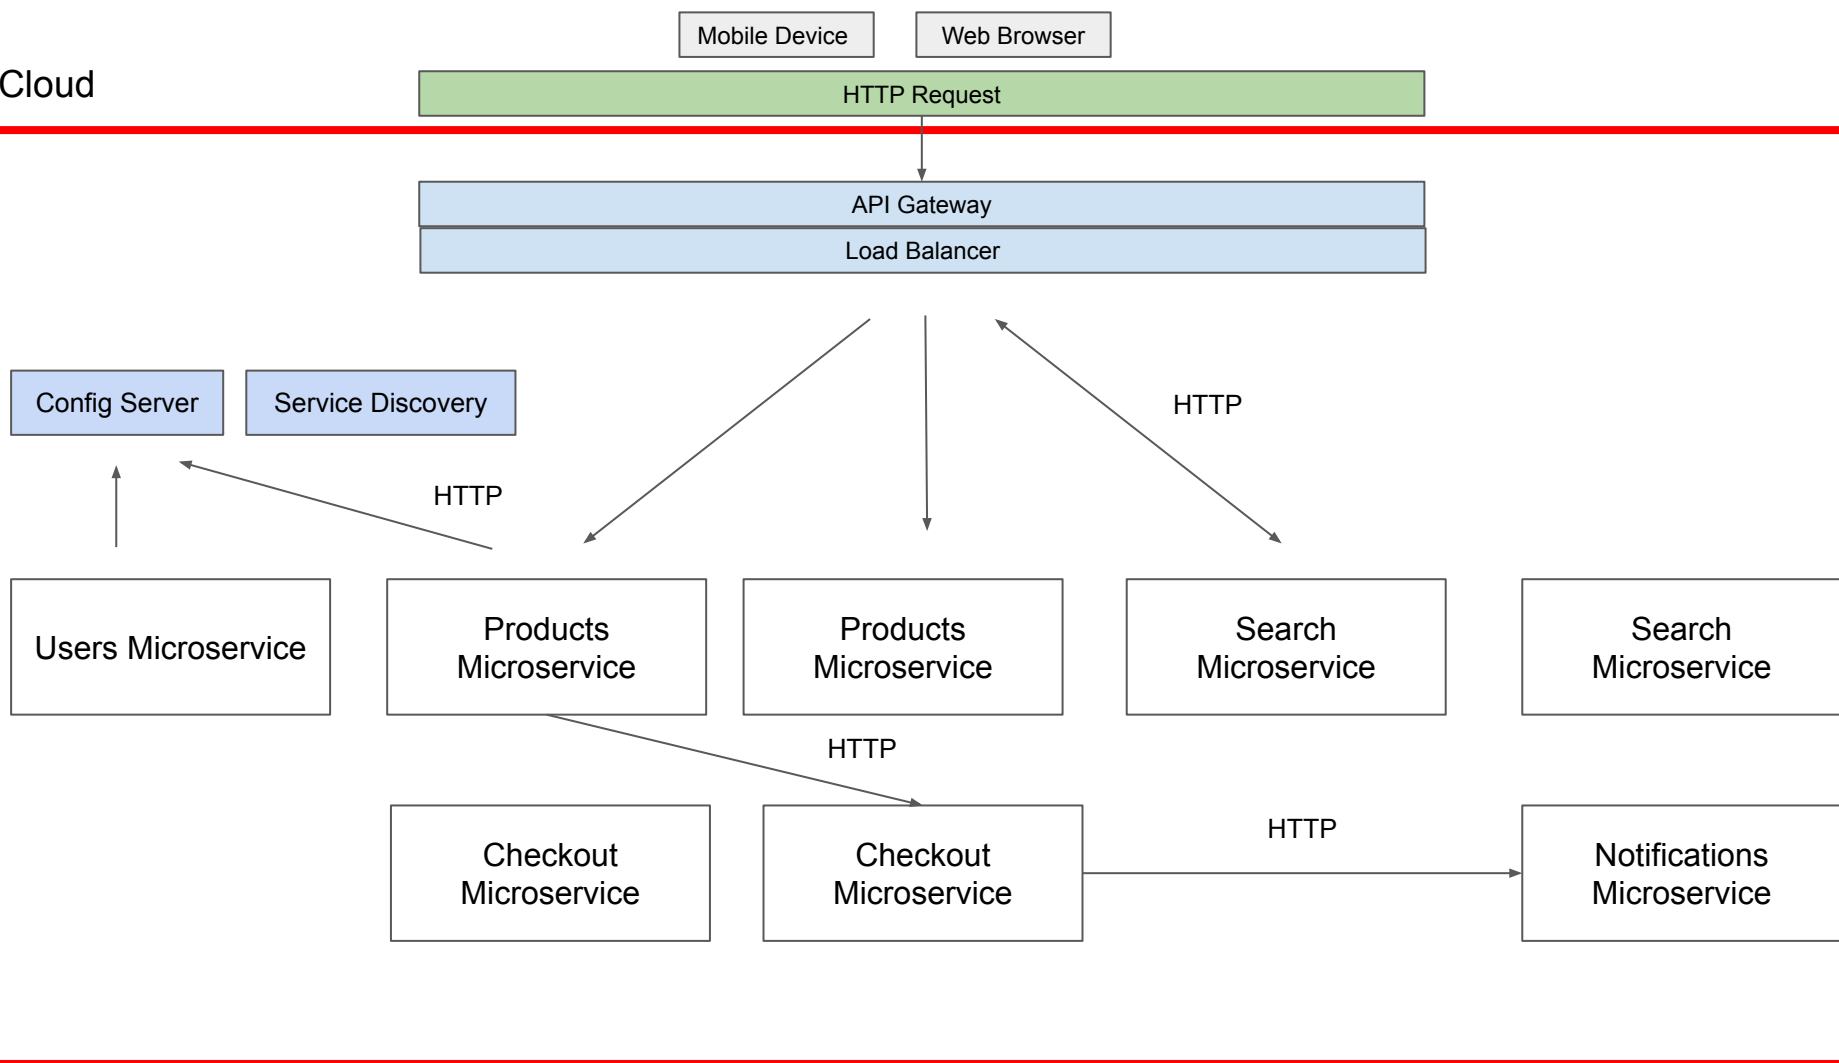 Mobile Device
Web Browser
Cloud
HTTP Request
API Gateway
Load Balancer
Config Server
Service Discovery
HTTP
HTTP
Users Microservice
Products
Microservice
Products
Microservice
Search
Microservice
Search
Microservice
HTTP
Checkout
Microservice
Checkout
Microservice
HTTP
Notifications
Microservice